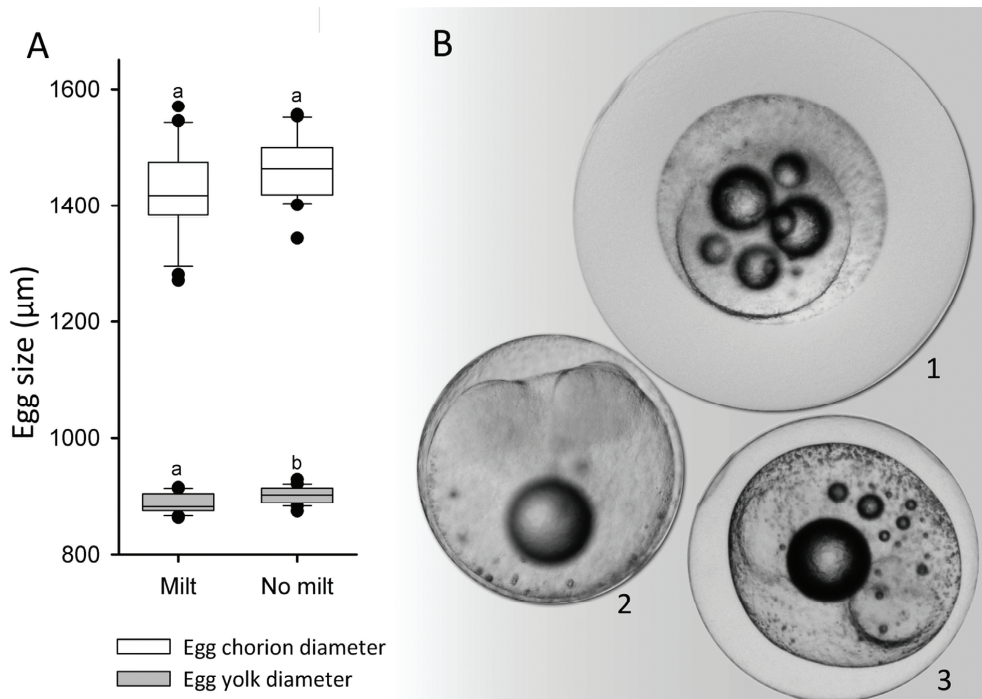 A
B
Egg size (µm)
1600
1400
1200
1000
800
a
a
a
b
Milt
No milt
Egg chorion diameter
Egg yolk diameter
1
2
3